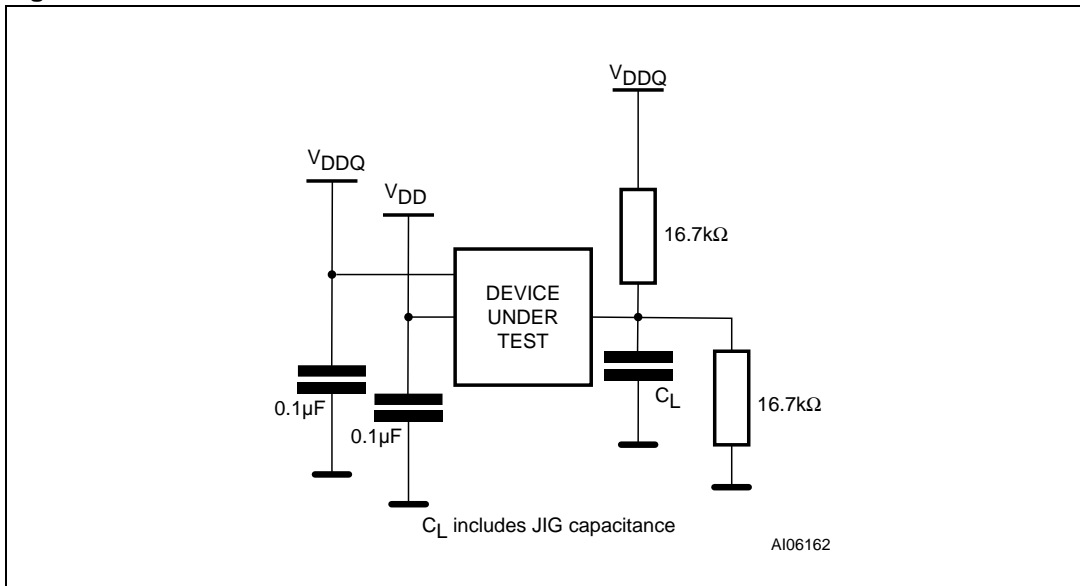 VDDQ
VDDQ
VDD
16.7kΩ
DEVICE
UNDER
TEST
0.1µF
CL
16.7kΩ
0.1µF
CL includes JIG capacitance
AI06162